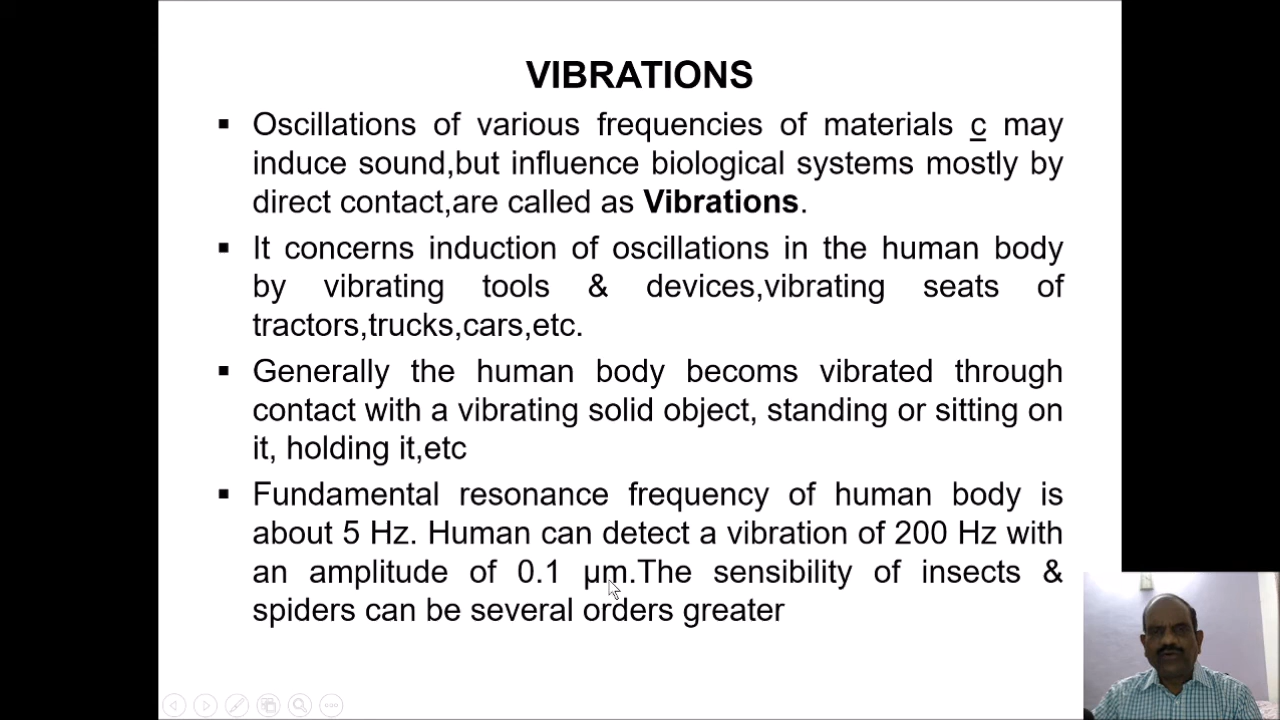 VIBRATIONS
▪ Oscillations of various frequencies of materials c may
induce sound,but influence biological systems mostly by
direct contact,are called as Vibrations.
▪ It concerns induction of oscillations in the human body
by vibrating tools & devices,vibrating seats of
tractors,trucks,cars,etc.
▪ Generally the human body becoms vibrated through
contact with a vibrating solid object, standing or sitting on
it, holding it,etc
▪ Fundamental resonance frequency of human body is
about 5 Hz. Human can detect a vibration of 200 Hz with
an amplitude of 0.1 μm.The sensibility of insects &
spiders can be several orders greater